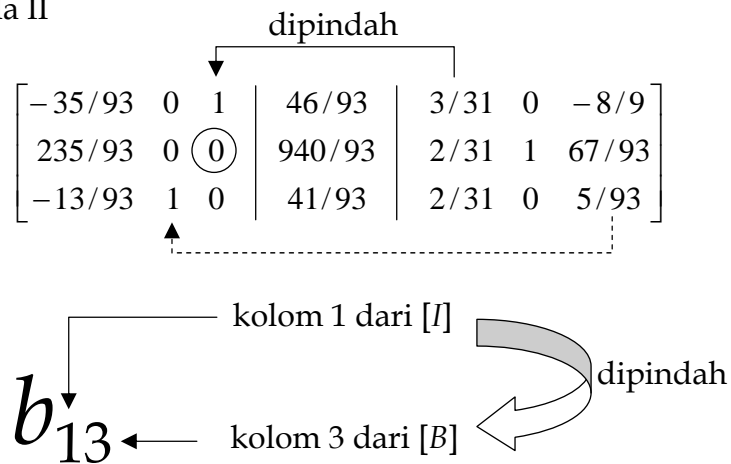 a II
dipindah
−35/93 0 1 | 46/93 | 3/31 0 −8/9
235/93 0 0 | 940/93 | 2/31 1 67/93
−13/93 1 0 | 41/93 | 2/31 0 5/93
kolom 1 dari [I]
dipindah
b13
kolom 3 dari [B]